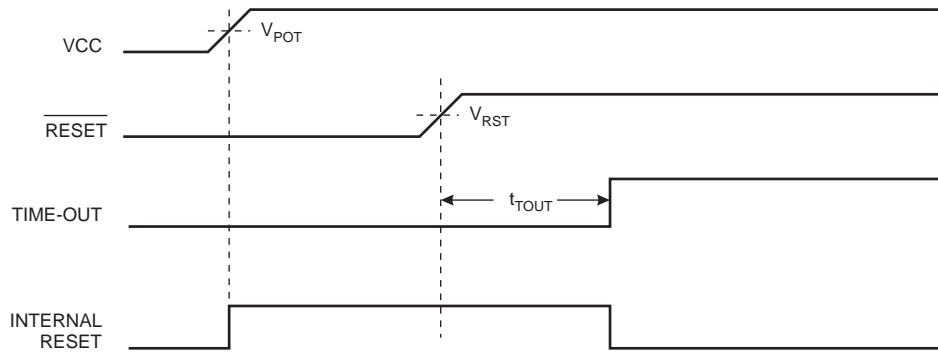 VCC
VPOT
RESET
VRST
TIME-OUT
tTOUT
INTERNAL
RESET